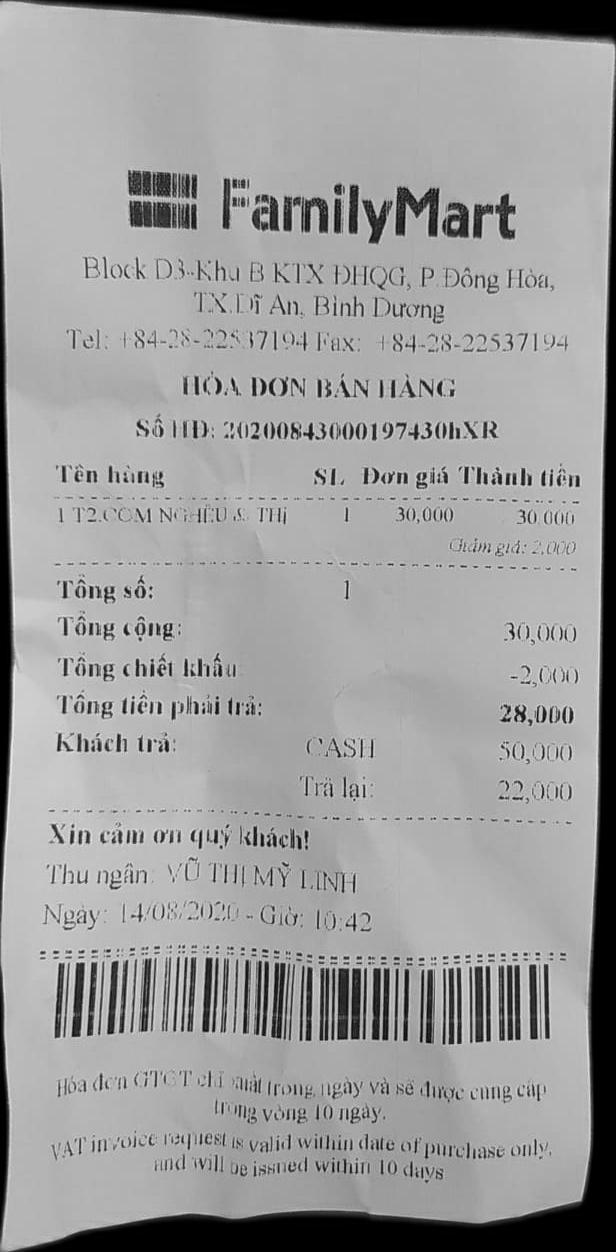 FamilyMart
Block D3-Khu B KTX ĐHQG, P.Đông Hòa,
TX.Dĩ An, Bình Dương
Tel: +84-28-22537194 Fax: +84-28-22537194
HÓA ĐƠN BÁN HÀNG
Số HĐ: 20200843000197430hXR
Tên hàng SL Đơn giá Thành tiền
1 T2.COM NGHÊU & THị 1 30,000 30,000
Giảm giá: 2,000
Tổng số: 1
Tổng cộng: 30,000
Tổng chiết khấu -2,000
Tổng tiền phải trả: 28,000
Khách trả: CASH 50,000
Trả lại: 22,000
Xin cảm ơn quý khách!
Thu ngân: VŨ THỊ MỸ LINH
Ngày: 14/08/2020 - Giờ: 10:42
Hóa đơn GTGT chỉ xuất trong ngày và sẽ được cung cấp
trong vòng 10 ngày.
VAT invoice request is valid within date of purchase only,
and will be issued within 10 days